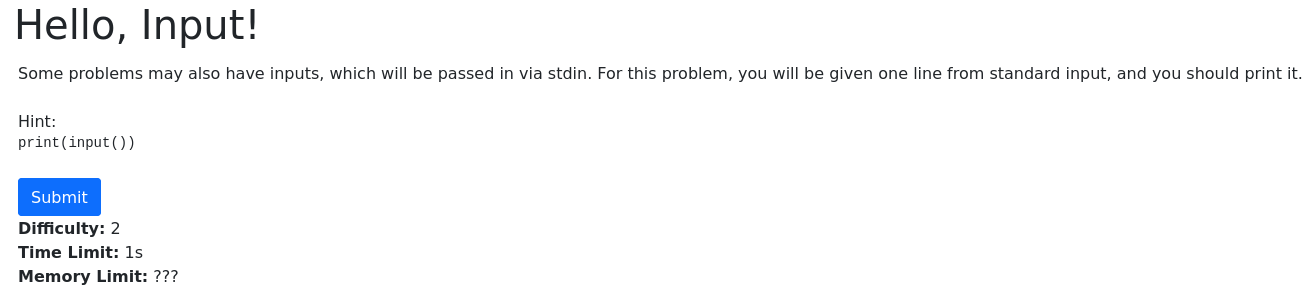 Hello, Input!
Some problems may also have inputs, which will be passed in via stdin. For this problem, you will be given one line from standard input, and you should print it.
Hint:
print(input())
Submit
Difficulty: 2
Time Limit: 1s
Memory Limit: ???